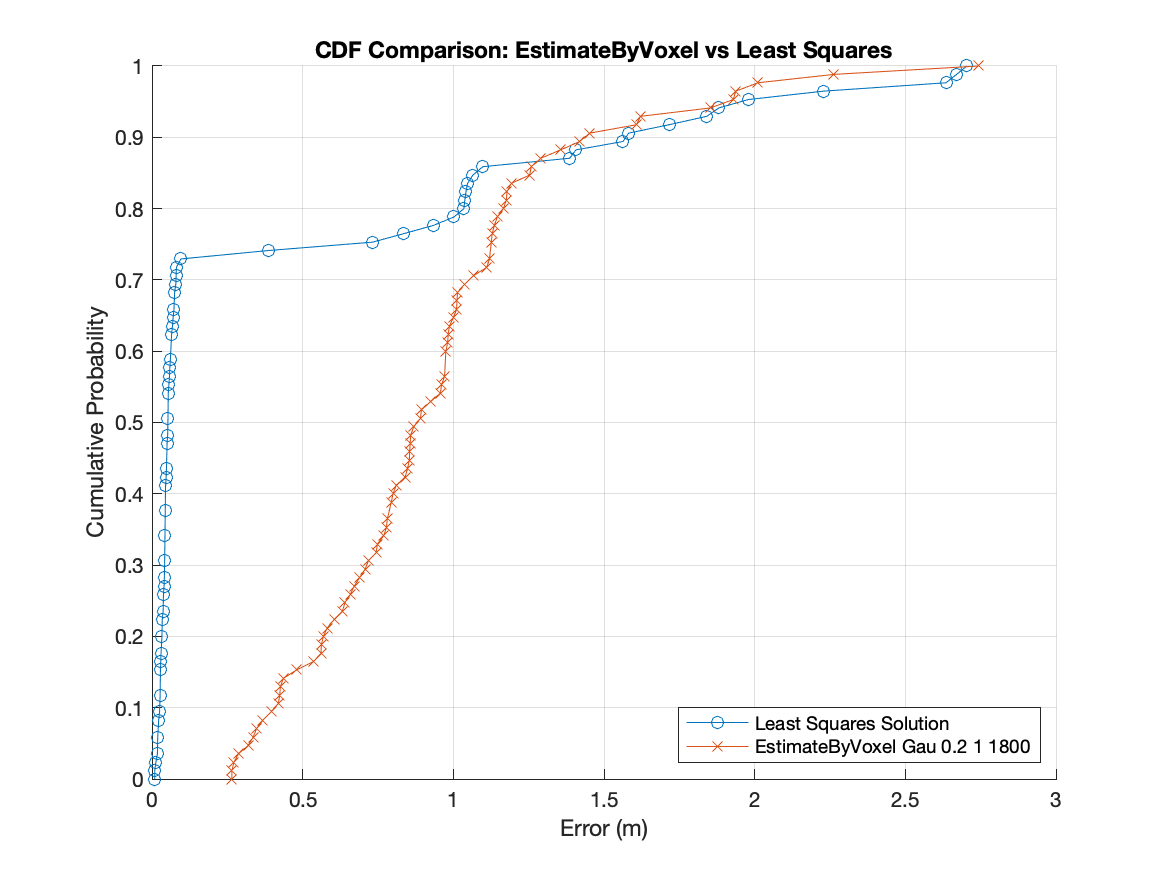 CDF Comparison: EstimateByVoxel vs Least Squares
1
0.9
0.8
0.7
0.6
0.5
0.4
0.3
0.2
0.1
0
Cumulative Probability
0 0.5 1 1.5 2 2.5 3
Error (m)
Least Squares Solution
EstimateByVoxel Gau 0.2 1 1800